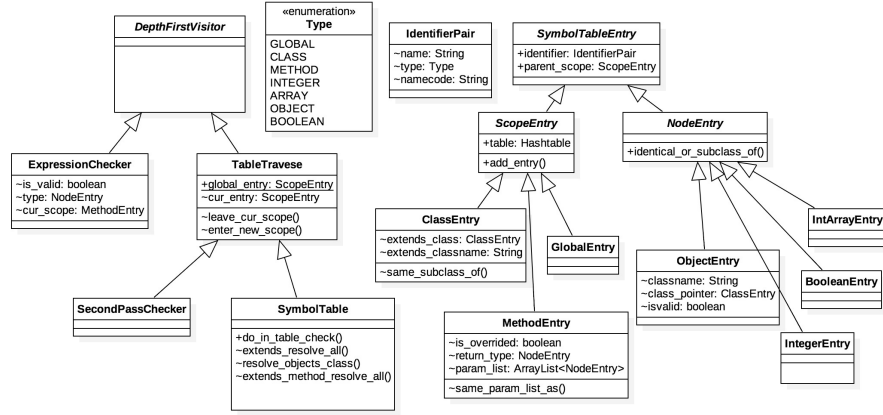 DepthFirstVisitor
«enumeration»
Type
GLOBAL
CLASS
METHOD
INTEGER
ARRAY
OBJECT
BOOLEAN
IdentifierPair
~name: String
~type: Type
~namecode: String
SymbolTableEntry
+identifier: IdentifierPair
+parent_scope: ScopeEntry
ExpressionChecker
~is_valid: boolean
~type: NodeEntry
~cur_scope: MethodEntry
TableTravese
+global_entry: ScopeEntry
~cur_entry: ScopeEntry
~leave_cur_scope()
~enter_new_scope()
ScopeEntry
+table: Hashtable
+add_entry()
NodeEntry
+identical_or_subclass_of()
ClassEntry
~extends_class: ClassEntry
~extends_classname: String
~same_subclass_of()
GlobalEntry
IntArrayEntry
ObjectEntry
~classname: String
~class_pointer: ClassEntry
~isvalid: boolean
BooleanEntry
SecondPassChecker
SymbolTable
+do_in_table_check()
~extends_resolve_all()
~resolve_objects_class()
~extends_method_resolve_all()
MethodEntry
~is_overrided: boolean
~return_type: NodeEntry
~param_list: ArrayList<NodeEntry>
~same_param_list_as()
IntegerEntry